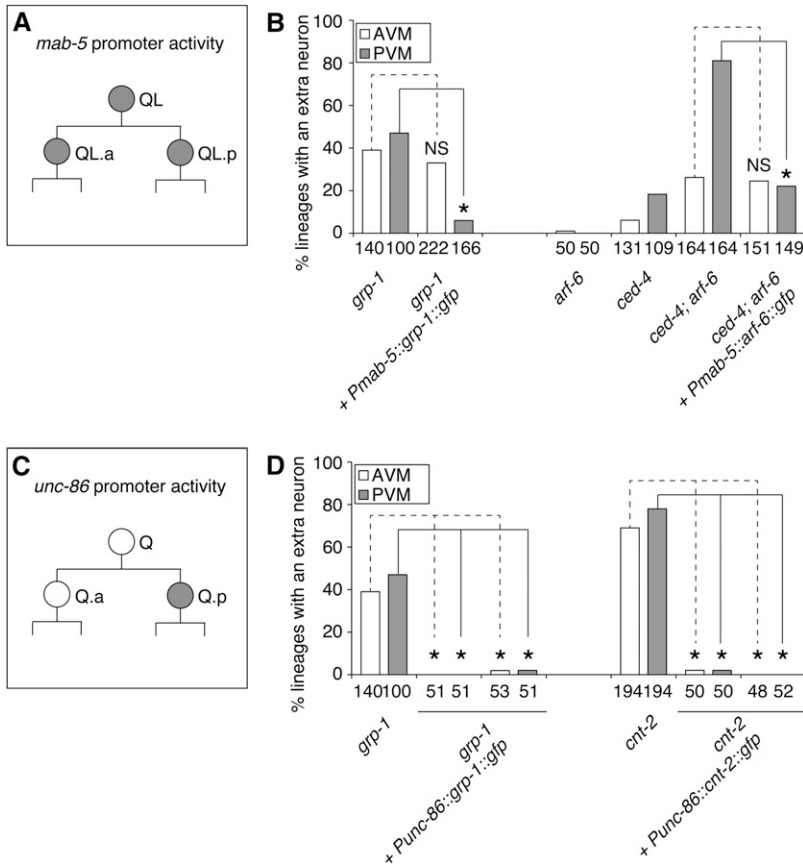 A
mab-5 promoter activity
QL
QL.a
QL.p
B
% lineages with an extra neuron
100
80
60
40
20
0
AVM
PVM
NS
*
NS
*
140 100 222 166 50 50 131 109 164 164 151 149
grp-1
grp-1
+ Pmab-5::grp-1::gfp
arf-6
ced-4
ced-4; arf-6
ced-4; arf-6
+ Pmab-5::arf-6::gfp
C
unc-86 promoter activity
Q
Q.a
Q.p
D
% lineages with an extra neuron
100
80
60
40
20
0
AVM
PVM
* * * * * * * *
140 100 51 51 53 51 194 194 50 50 48 52
grp-1
grp-1
+ Punc-86::grp-1::gfp
cnt-2
cnt-2
+ Punc-86::cnt-2::gfp